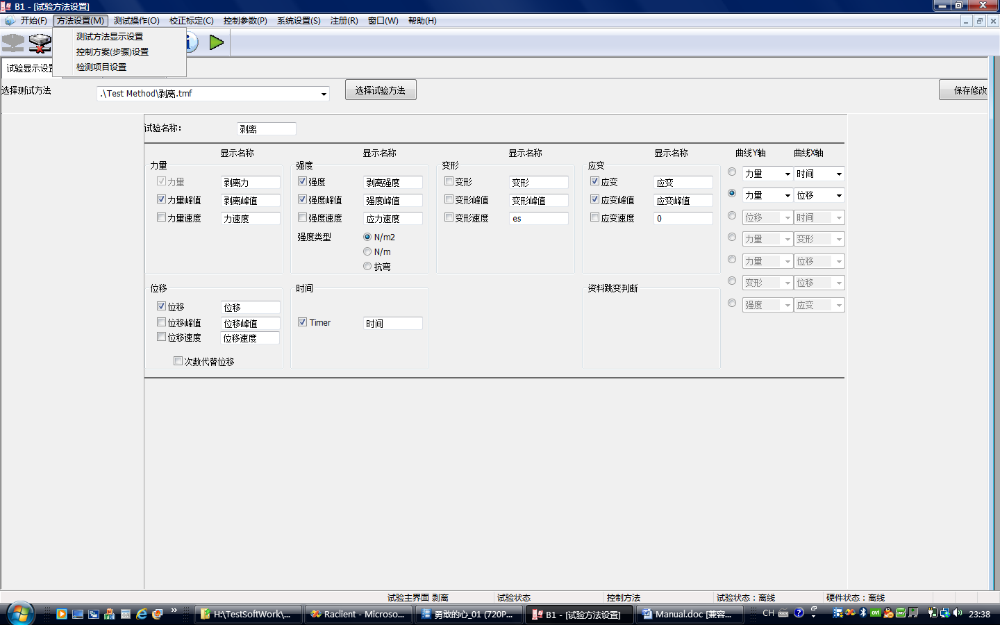 B1 - [试验方法设置]
开始(F) 方法设置(M) 测试操作(O) 校正标定(C) 控制参数(P) 系统设置(S) 注册(R) 窗口(W) 帮助(H)
测试方法显示设置
控制方案(步骤)设置
检测项目设置
试验显示设
选择测试方法 .\Test Method\剥离.tmf 选择试验方法 保存修改
试验名称: 剥离
显示名称 显示名称 显示名称 显示名称 曲线Y轴 曲线X轴
力量 强度 变形 应变
力量 时间
力量 剥离力 强度 剥离强度 变形 变形 应变 应变
力量 位移
力量峰值 剥离峰值 强度峰值 强度峰值 变形峰值 变形峰值 应变峰值 应变峰值
力量速度 力速度 强度速度 应力速度 变形速度 es 应变速度 0
位移 时间
强度类型 N/m2
力量 变形
N/m
力量 位移
抗弯
变形 位移
位移 时间 资料跳变判断
强度 应变
位移 位移
位移峰值 位移峰值 Timer 时间
位移速度 位移速度
次数代替位移
试验主界面 剥离 试验状态 控制方法 试验状态：离线 硬件状态：离线
H:\TestSoftWork\... Raclient - Microso... 勇敢的心_01 (720P... B1 - [试验方法设置] Manual.doc [兼容... CH ovi 23:38